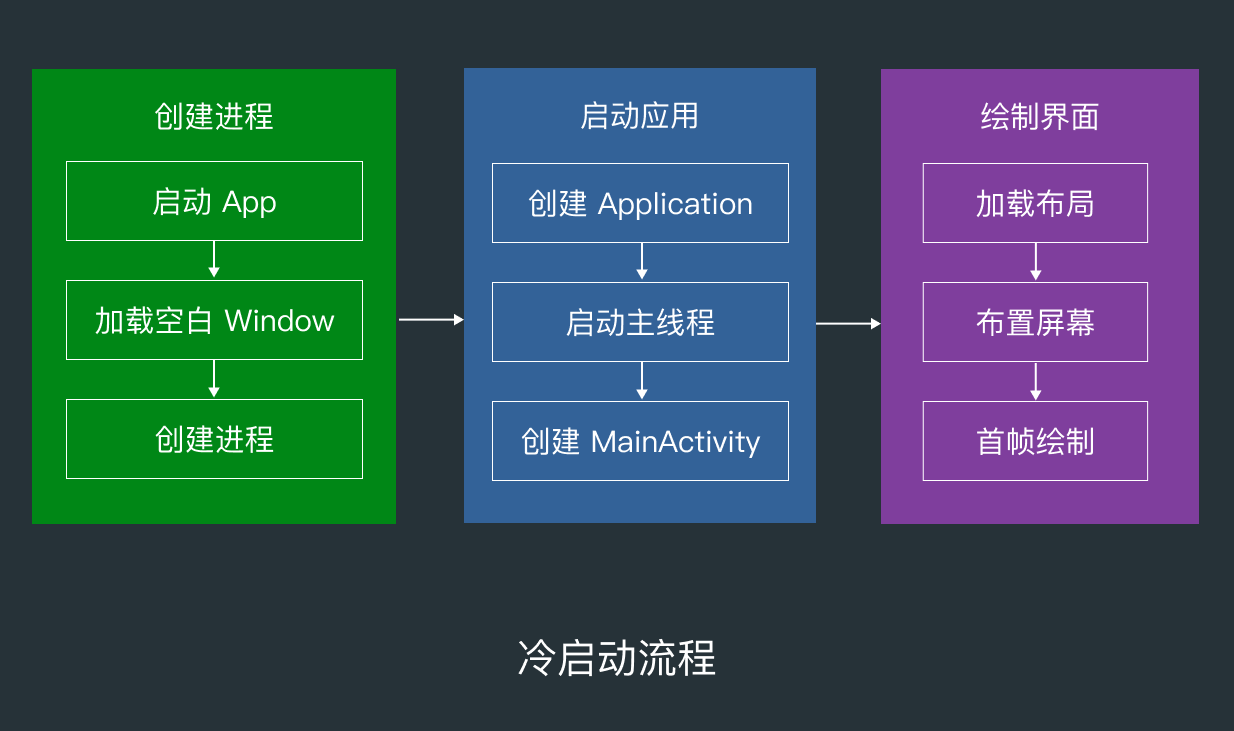 创建进程
启动 App
加载空白 Window
创建进程
启动应用
创建 Application
启动主线程
创建 MainActivity
绘制界面
加载布局
布置屏幕
首帧绘制
冷启动流程